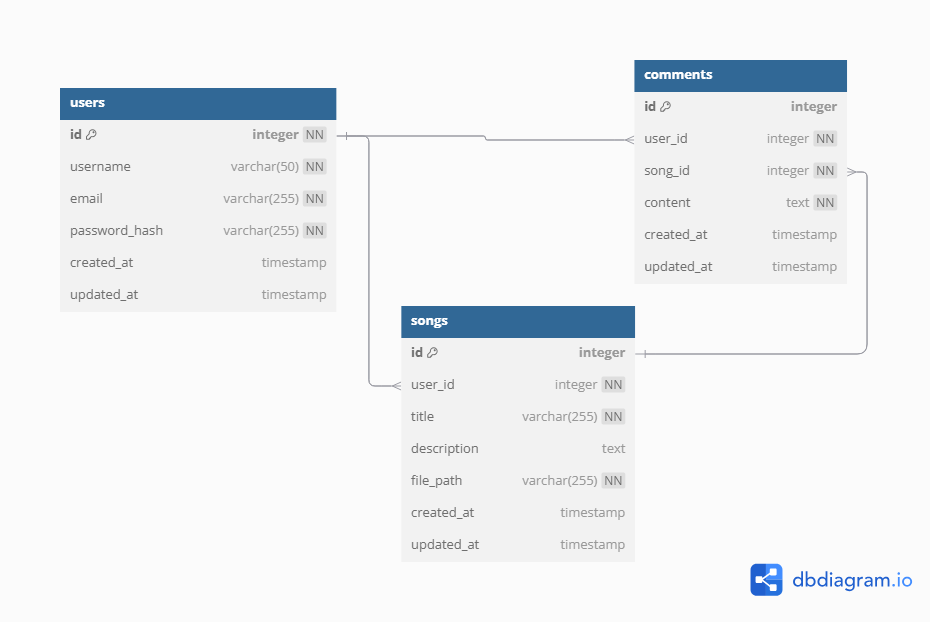 users
id integer NN
username varchar(50) NN
email varchar(255) NN
password_hash varchar(255) NN
created_at timestamp
updated_at timestamp
comments
id integer
user_id integer NN
song_id integer NN
content text NN
created_at timestamp
updated_at timestamp
songs
id integer
user_id integer NN
title varchar(255) NN
description text
file_path varchar(255) NN
created_at timestamp
updated_at timestamp
dbdiagram.io